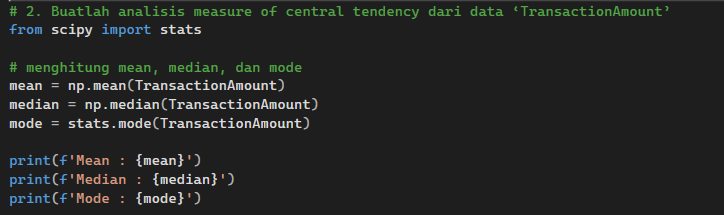 # 2. Buatlah analisis measure of central tendency dari data ‘TransactionAmount’
from scipy import stats
# menghitung mean, median, dan mode
mean = np.mean(TransactionAmount)
median = np.median(TransactionAmount)
mode = stats.mode(TransactionAmount)
print(f'Mean : {mean}')
print(f'Median : {median}')
print(f'Mode : {mode}')